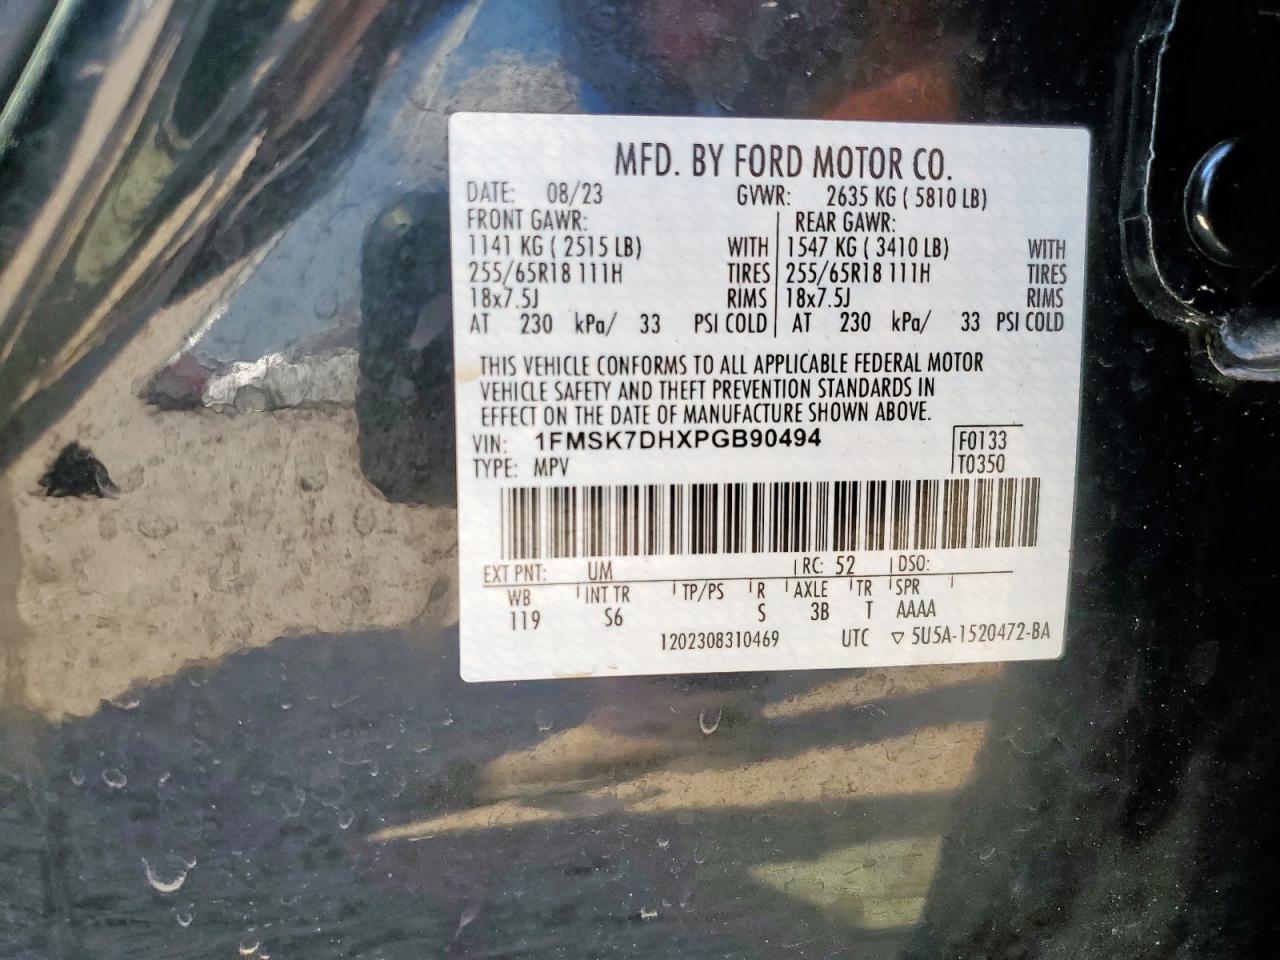 MFD. BY FORD MOTOR CO.
DATE: 08/23 GVWR: 2635 KG ( 5810 LB)
FRONT GAWR: REAR GAWR:
1141 KG ( 2515 LB) WITH 1547 KG ( 3410 LB) WITH
255/65R18 111H TIRES 255/65R18 111H TIRES
18x7.5J RIMS 18x7.5J RIMS
AT 230 kPa/ 33 PSI COLD AT 230 kPa/ 33 PSI COLD
THIS VEHICLE CONFORMS TO ALL APPLICABLE FEDERAL MOTOR
VEHICLE SAFETY AND THEFT PREVENTION STANDARDS IN
EFFECT ON THE DATE OF MANUFACTURE SHOWN ABOVE.
VIN: 1FMSK7DHXPGB90494 F0133
TYPE: MPV T0350
EXT PNT: UM RC: 52 DSO:
WB INT TR TP/PS R AXLE TR SPR
119 S6 S 3B T AAAA
1202308310469 UTC ▽ 5U5A-1520472-BA